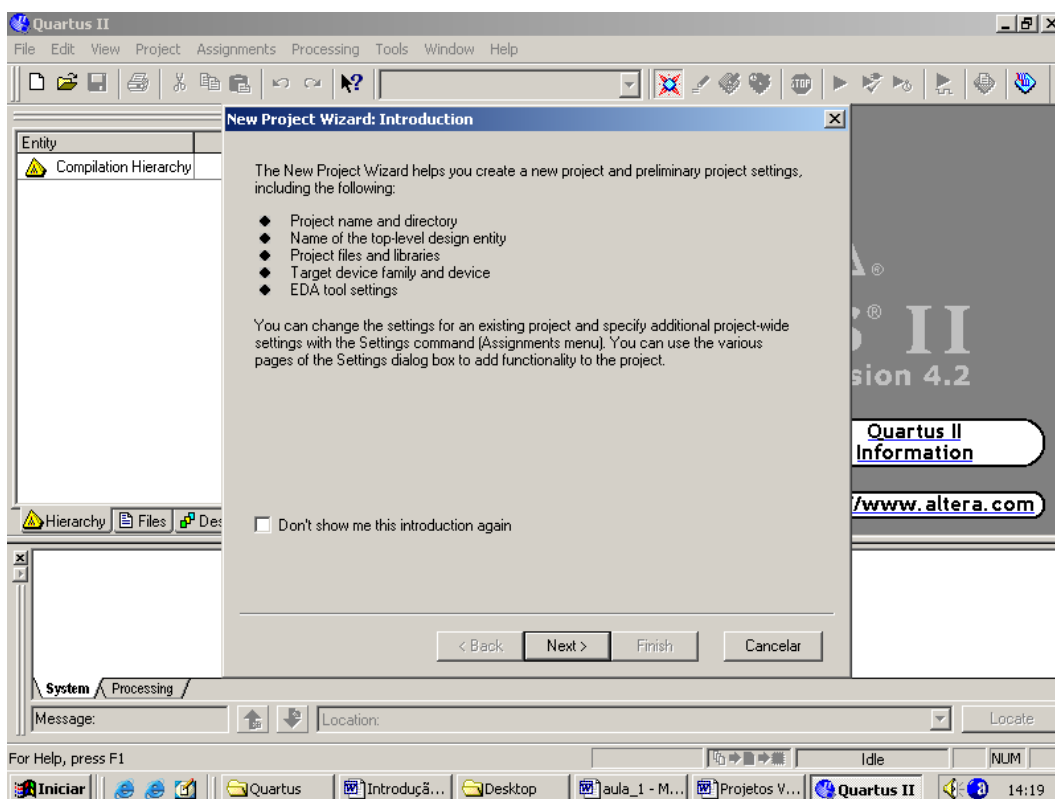 Quartus II
File Edit View Project Assignments Processing Tools Window Help
STOP
New Project Wizard: Introduction
Entity
Compilation Hierarchy
The New Project Wizard helps you create a new project and preliminary project settings,
including the following:
Project name and directory
Name of the top-level design entity
Project files and libraries
Target device family and device
EDA tool settings
You can change the settings for an existing project and specify additional project-wide
settings with the Settings command (Assignments menu). You can use the various
pages of the Settings dialog box to add functionality to the project.
® II
sion 4.2
Quartus II
Information
/www.altera.com
Hierarchy Files Des
Don't show me this introduction again
< Back Next > Finish Cancelar
System Processing
Message: Location: Locate
For Help, press F1 Idle NUM
Iniciar Quartus Introduçã... Desktop aula_1 - M... Projetos V... Quartus II 14:19